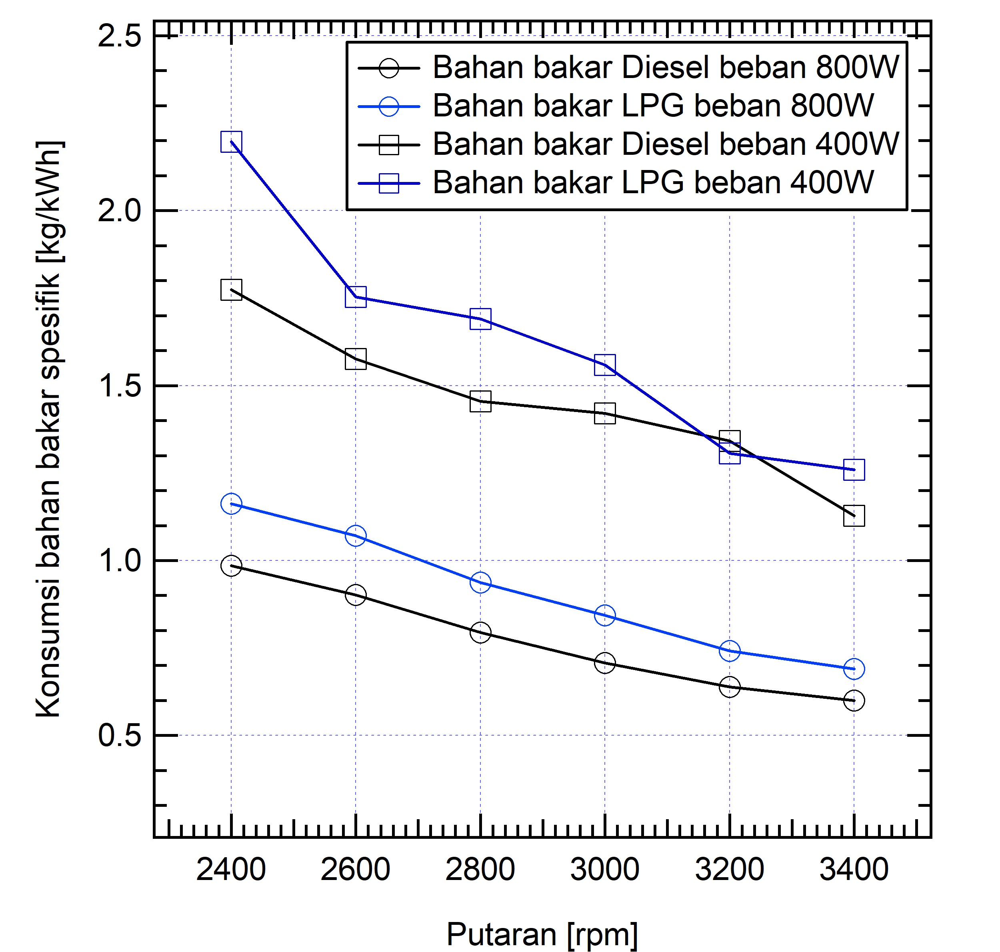 2.5
2.0
1.5
1.0
0.5
Konsumsi bahan bakar spesifik [kg/kWh]
Bahan bakar Diesel beban 800W
Bahan bakar LPG beban 800W
Bahan bakar Diesel beban 400W
Bahan bakar LPG beban 400W
2400 2600 2800 3000 3200 3400
Putaran [rpm]